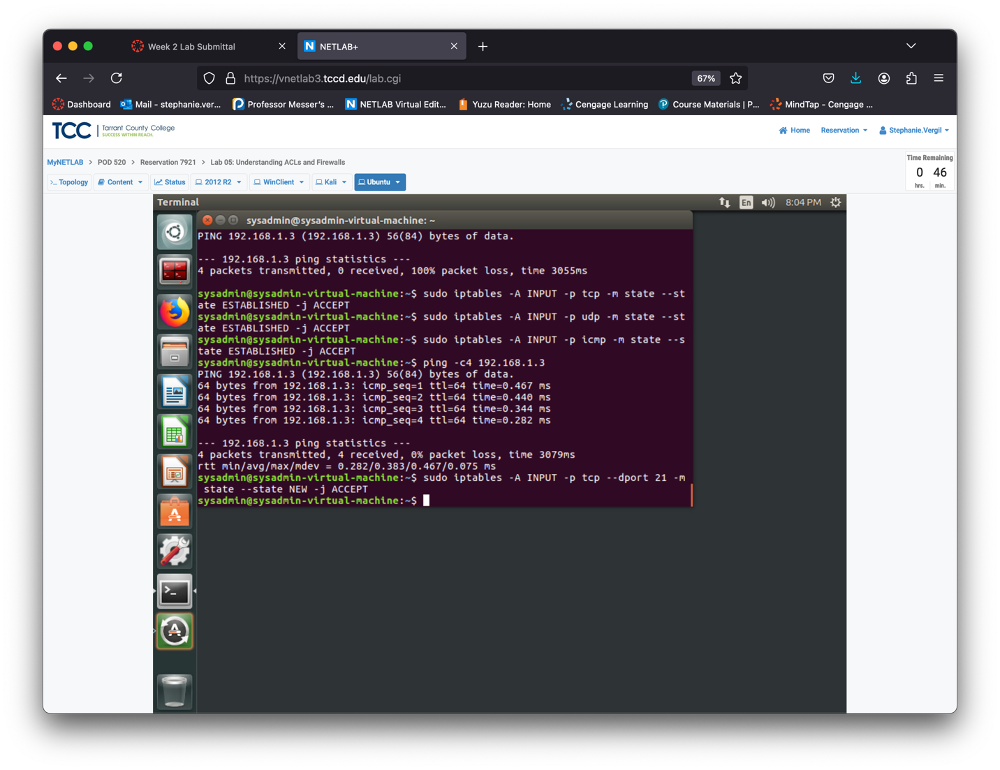 Week 2 Lab Submittal
NETLAB+
https://vnetlab3.tccd.edu/lab.cgi
67%
Dashboard
Mail - stephanie.ver...
Professor Messer's ...
NETLAB Virtual Edit...
Yuzu Reader: Home
Cengage Learning
Course Materials | P...
MindTap - Cengage ...
TCC
Tarrant County College
SUCCESS WITHIN REACH.
Home
Reservation
Stephanie.Vergil
MyNETLAB > POD 520 > Reservation 7921 > Lab 05: Understanding ACLs and Firewalls
Time Remaining
0 46
hrs. min.
Topology
Content
Status
2012 R2
WinClient
Kali
Ubuntu
Terminal
En
8:04 PM
sysadmin@sysadmin-virtual-machine: ~
PING 192.168.1.3 (192.168.1.3) 56(84) bytes of data.
--- 192.168.1.3 ping statistics ---
4 packets transmitted, 0 received, 100% packet loss, time 3055ms
sysadmin@sysadmin-virtual-machine:~$ sudo iptables -A INPUT -p tcp -m state --st
ate ESTABLISHED -j ACCEPT
sysadmin@sysadmin-virtual-machine:~$ sudo iptables -A INPUT -p udp -m state --st
ate ESTABLISHED -j ACCEPT
sysadmin@sysadmin-virtual-machine:~$ sudo iptables -A INPUT -p icmp -m state --s
tate ESTABLISHED -j ACCEPT
sysadmin@sysadmin-virtual-machine:~$ ping -c4 192.168.1.3
PING 192.168.1.3 (192.168.1.3) 56(84) bytes of data.
64 bytes from 192.168.1.3: icmp_seq=1 ttl=64 time=0.467 ms
64 bytes from 192.168.1.3: icmp_seq=2 ttl=64 time=0.440 ms
64 bytes from 192.168.1.3: icmp_seq=3 ttl=64 time=0.344 ms
64 bytes from 192.168.1.3: icmp_seq=4 ttl=64 time=0.282 ms
--- 192.168.1.3 ping statistics ---
4 packets transmitted, 4 received, 0% packet loss, time 3079ms
rtt min/avg/max/mdev = 0.282/0.383/0.467/0.075 ms
sysadmin@sysadmin-virtual-machine:~$ sudo iptables -A INPUT -p tcp --dport 21 -m
 state --state NEW -j ACCEPT
sysadmin@sysadmin-virtual-machine:~$